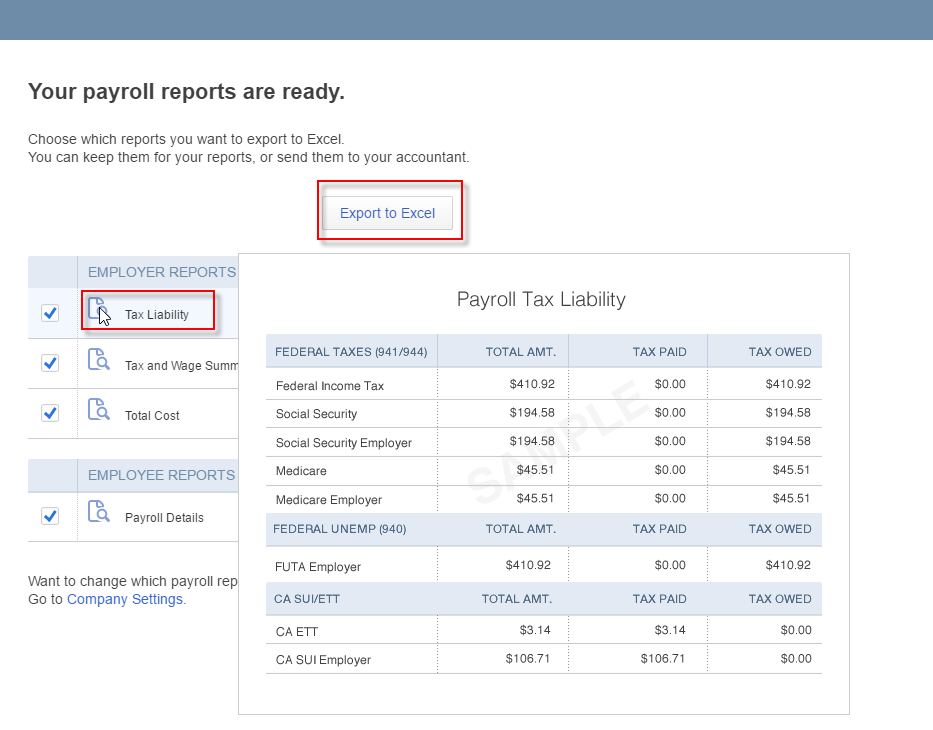 Your payroll reports are ready.
Choose which reports you want to export to Excel.
You can keep them for your reports, or send them to your accountant.
Export to Excel
EMPLOYER REPORTS
Tax Liability
Tax and Wage Summ
Total Cost
EMPLOYEE REPORTS
Payroll Details
Want to change which payroll rep
Go to Company Settings.
Payroll Tax Liability
FEDERAL TAXES (941/944) TOTAL AMT. TAX PAID TAX OWED
Federal Income Tax $410.92 $0.00 $410.92
Social Security $194.58 $0.00 $194.58
Social Security Employer $194.58 $0.00 $194.58
Medicare $45.51 $0.00 $45.51
Medicare Employer $45.51 $0.00 $45.51
FEDERAL UNEMP (940) TOTAL AMT. TAX PAID TAX OWED
FUTA Employer $410.92 $0.00 $410.92
CA SUI/ETT TOTAL AMT. TAX PAID TAX OWED
CA ETT $3.14 $3.14 $0.00
CA SUI Employer $106.71 $106.71 $0.00
SAMPLE